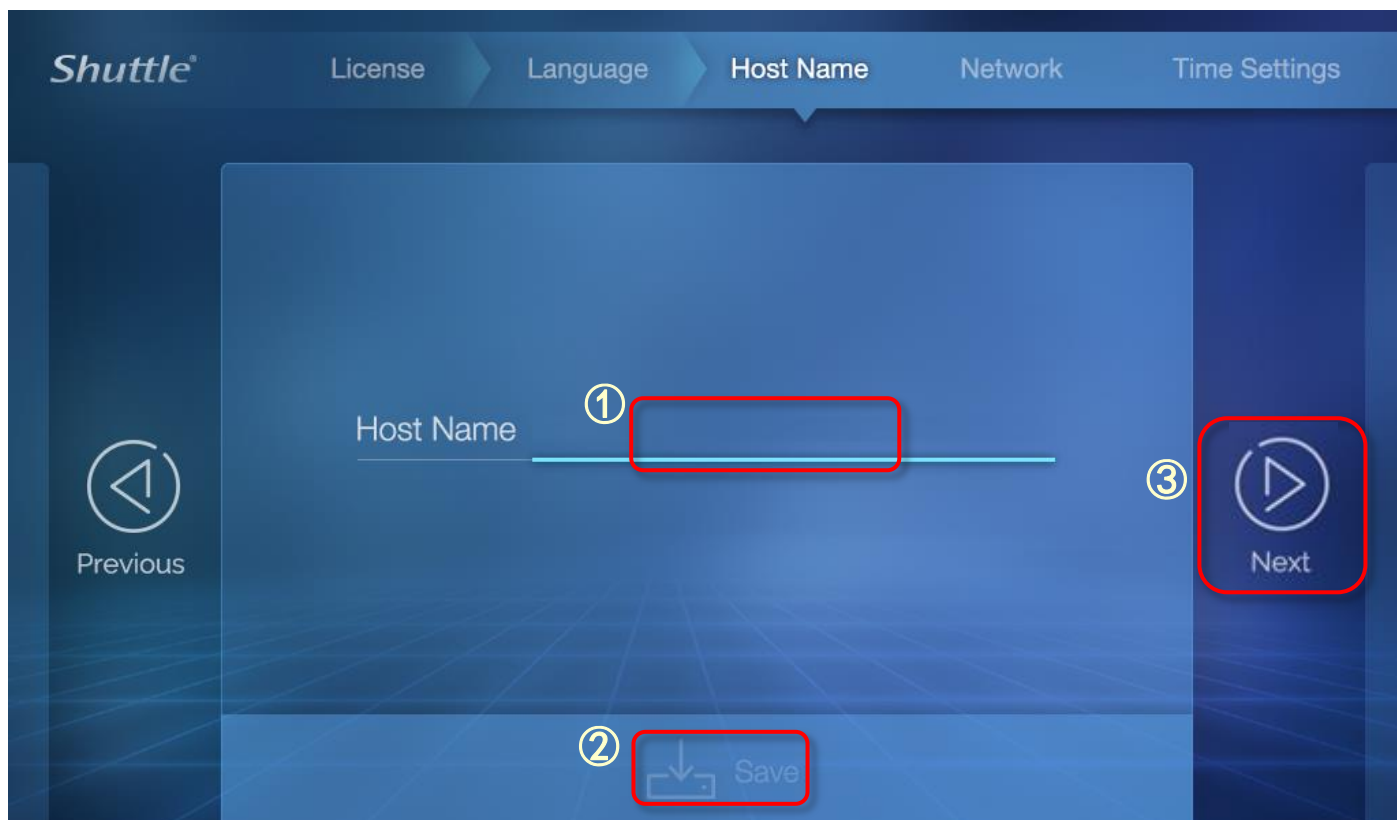 Shuttle®
License Language Host Name Network Time Settings
①
Host Name
③
Previous
Next
②
Save